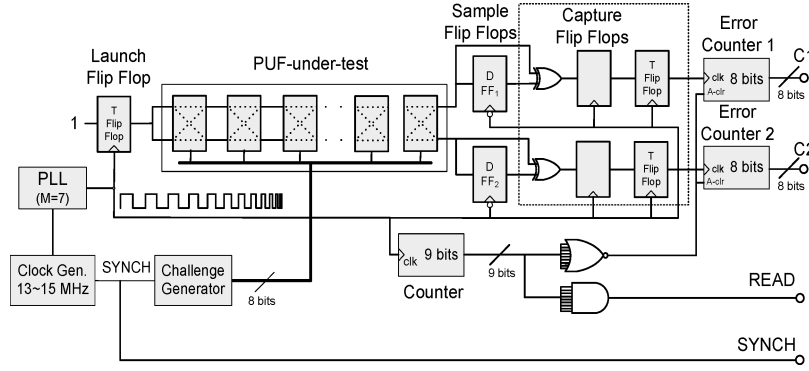 Sample
Flip Flops
Capture
Flip Flops
Error
Counter 1
Launch
Flip Flop
PUF-under-test
D
FF1
T
Flip
Flop
clk 8 bits
A-clr
C1
8 bits
1
T
Flip
Flop
Error
Counter 2
D
FF2
T
Flip
Flop
clk 8 bits
A-clr
C2
8 bits
PLL
(M=7)
Clock Gen.
13~15 MHz
SYNCH
Challenge
Generator
8 bits
clk 9 bits
Counter
9 bits
READ
SYNCH